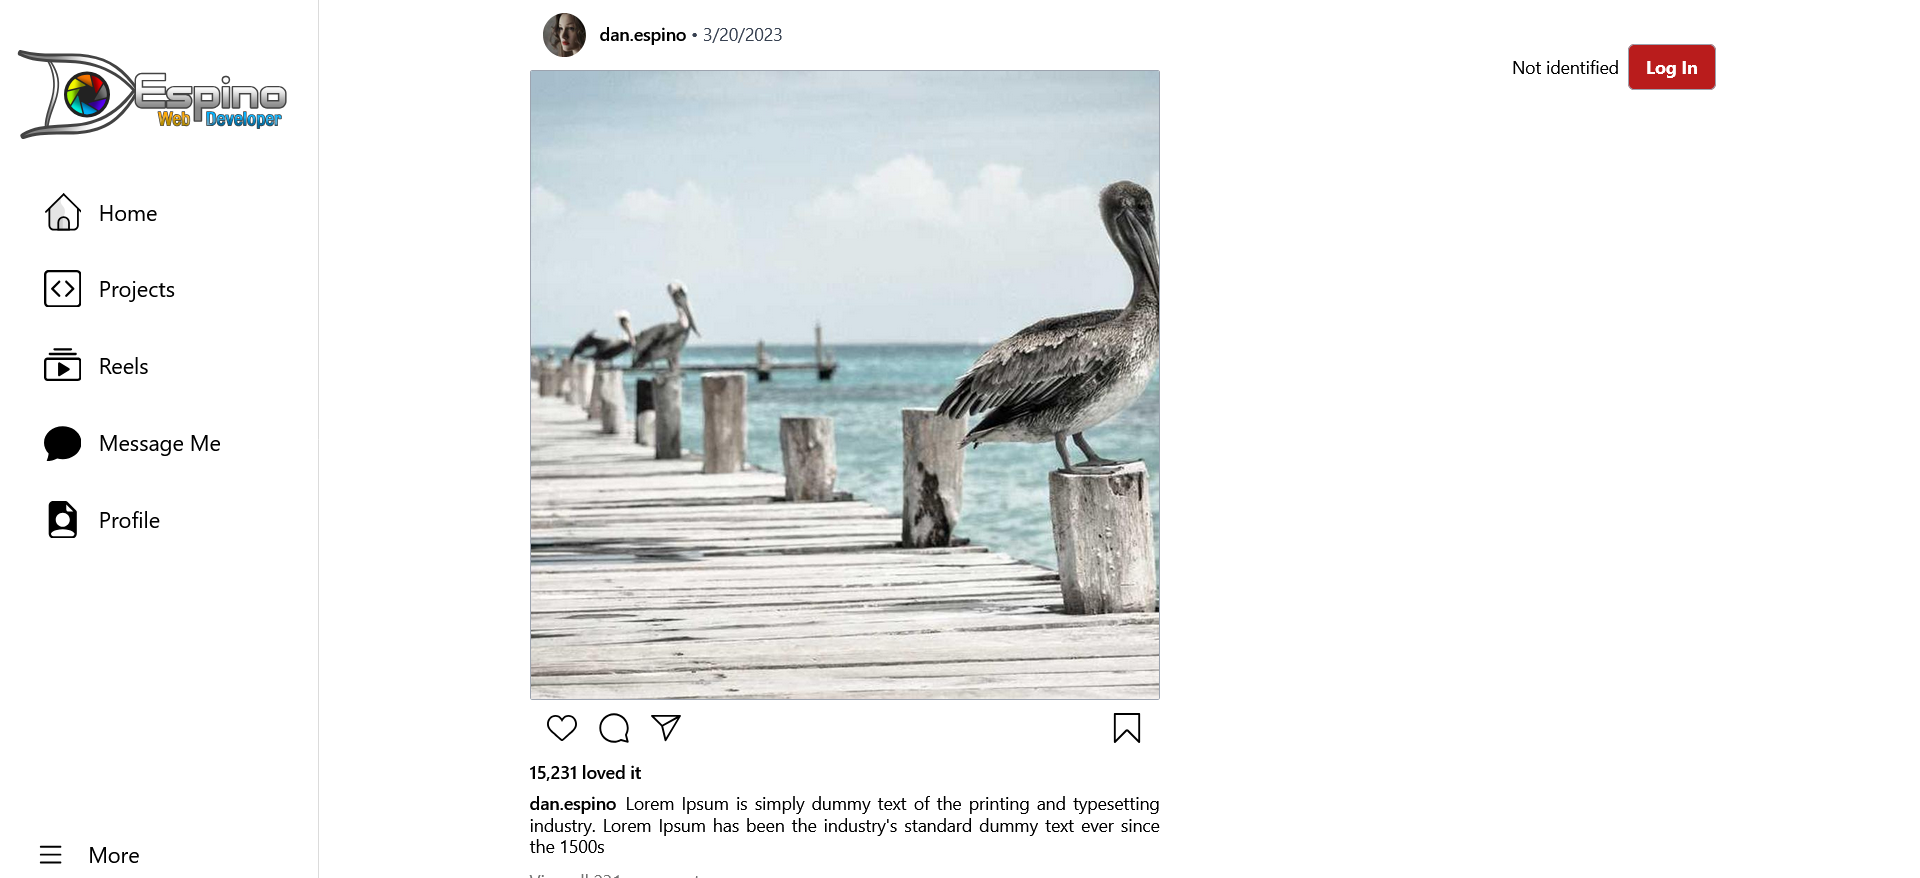 Espino
Web Developer
Home
Projects
Reels
Message Me
Profile
More
dan.espino • 3/20/2023
15,231 loved it
dan.espino Lorem Ipsum is simply dummy text of the printing and typesetting
industry. Lorem Ipsum has been the industry's standard dummy text ever since
the 1500s
Not identified
Log In